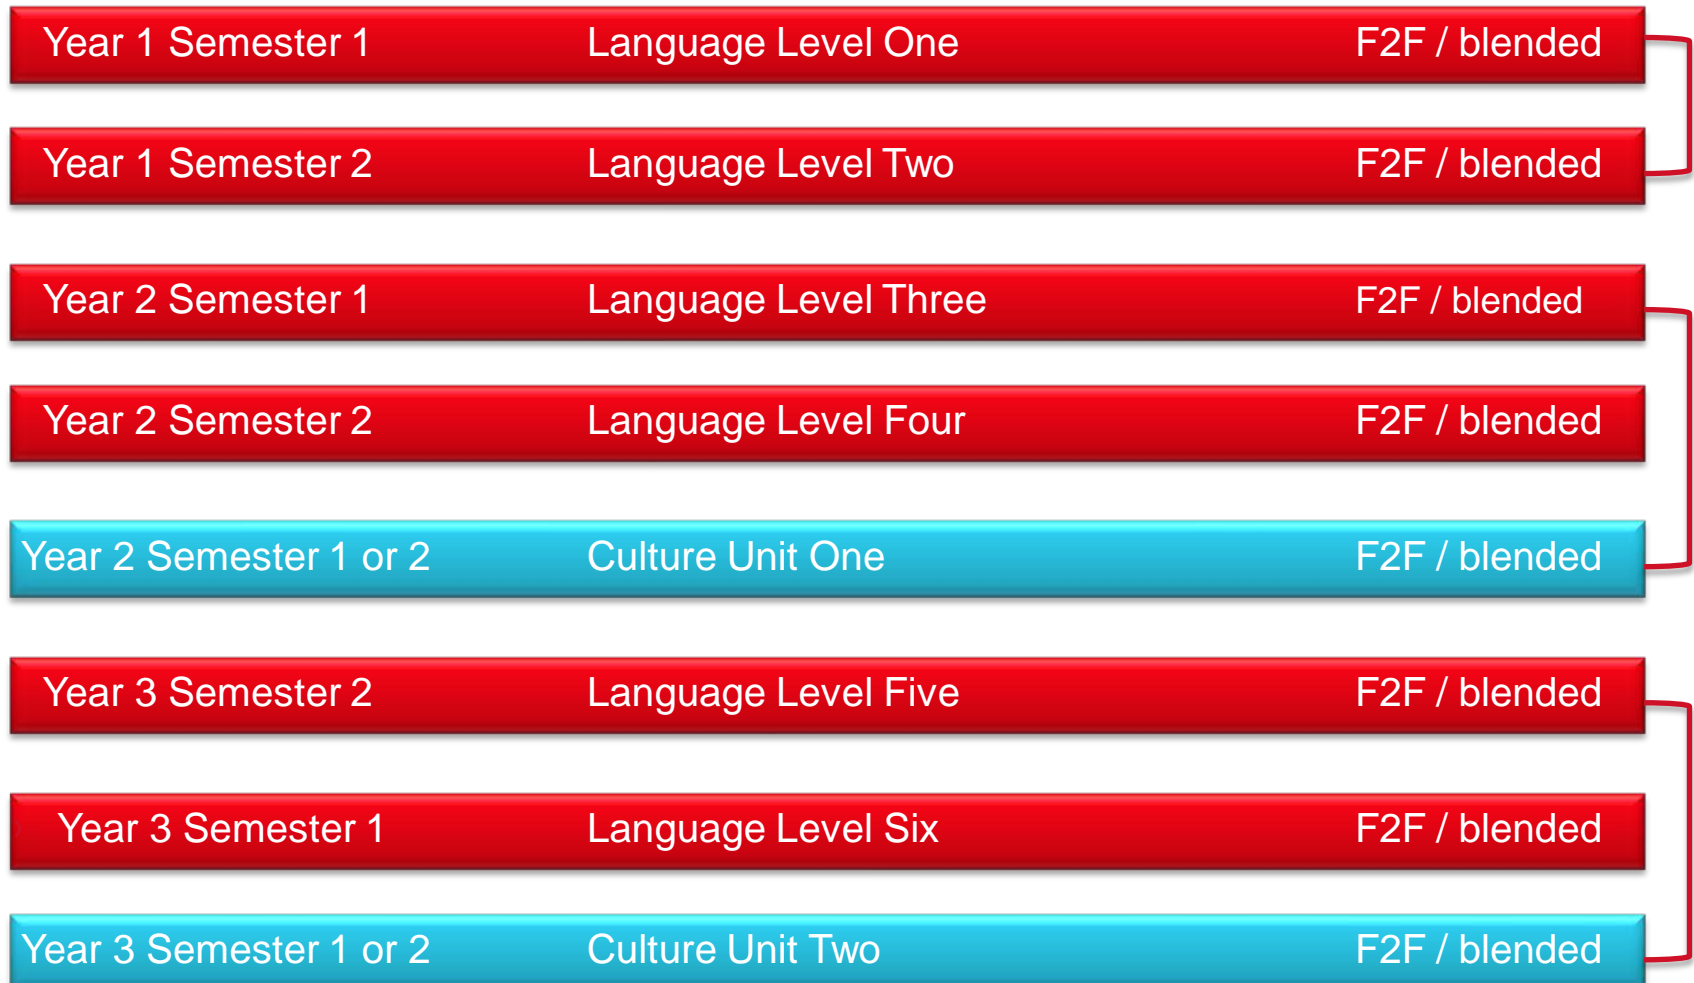 Year 1 Semester 1 Language Level One F2F / blended
Year 1 Semester 2 Language Level Two F2F / blended
Year 2 Semester 1 Language Level Three F2F / blended
Year 2 Semester 2 Language Level Four F2F / blended
Year 2 Semester 1 or 2 Culture Unit One F2F / blended
Year 3 Semester 2 Language Level Five F2F / blended
Year 3 Semester 1 Language Level Six F2F / blended
Year 3 Semester 1 or 2 Culture Unit Two F2F / blended